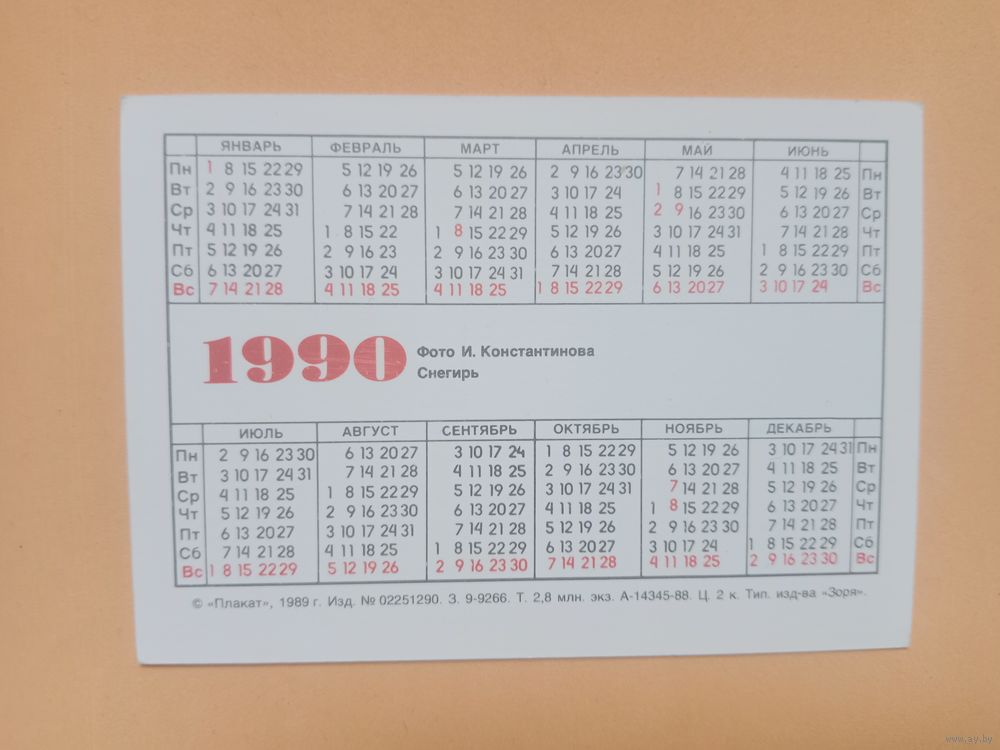 ЯНВАРЬ ФЕВРАЛЬ МАРТ АПРЕЛЬ МАЙ ИЮНЬ
Пн 1 8 15 22 29 5 12 19 26 5 12 19 26 2 9 16 23 30 7 14 21 28 4 11 18 25 Пн
Вт 2 9 16 23 30 6 13 20 27 6 13 20 27 3 10 17 24 1 8 15 22 29 5 12 19 26 Вт
Ср 3 10 17 24 31 7 14 21 28 7 14 21 28 4 11 18 25 2 9 16 23 30 6 13 20 27 Ср
Чт 4 11 18 25 1 8 15 22 1 8 15 22 29 5 12 19 26 3 10 17 24 31 7 14 21 28 Чт
Пт 5 12 19 26 2 9 16 23 2 9 16 23 30 6 13 20 27 4 11 18 25 1 8 15 22 29 Пт
Сб 6 13 20 27 3 10 17 24 3 10 17 24 31 7 14 21 28 5 12 19 26 2 9 16 23 30 Сб
Вс 7 14 21 28 4 11 18 25 4 11 18 25 1 8 15 22 29 6 13 20 27 3 10 17 24 Вс
1990
Фото И. Константинова
Снегирь
ИЮЛЬ АВГУСТ СЕНТЯБРЬ ОКТЯБРЬ НОЯБРЬ ДЕКАБРЬ
Пн 2 9 16 23 30 6 13 20 27 3 10 17 24 1 8 15 22 29 5 12 19 26 3 10 17 24 31 Пн
Вт 3 10 17 24 31 7 14 21 28 4 11 18 25 2 9 16 23 30 6 13 20 27 4 11 18 25 Вт
Ср 4 11 18 25 1 8 15 22 29 5 12 19 26 3 10 17 24 31 7 14 21 28 5 12 19 26 Ср
Чт 5 12 19 26 2 9 16 23 30 6 13 20 27 4 11 18 25 1 8 15 22 29 6 13 20 27 Чт
Пт 6 13 20 27 3 10 17 24 31 7 14 21 28 5 12 19 26 2 9 16 23 30 7 14 21 28 Пт
Сб 7 14 21 28 4 11 18 25 1 8 15 22 29 6 13 20 27 3 10 17 24 1 8 15 22 29 Сб
Вс 1 8 15 22 29 5 12 19 26 2 9 16 23 30 7 14 21 28 4 11 18 25 2 9 16 23 30 Вс
© «Плакат», 1989 г. Изд. № 02251290. З. 9-9266. Т. 2,8 млн. экз. А-14345-88. Ц. 2 к. Тип. изд-ва «Зоря».
www.ay.by